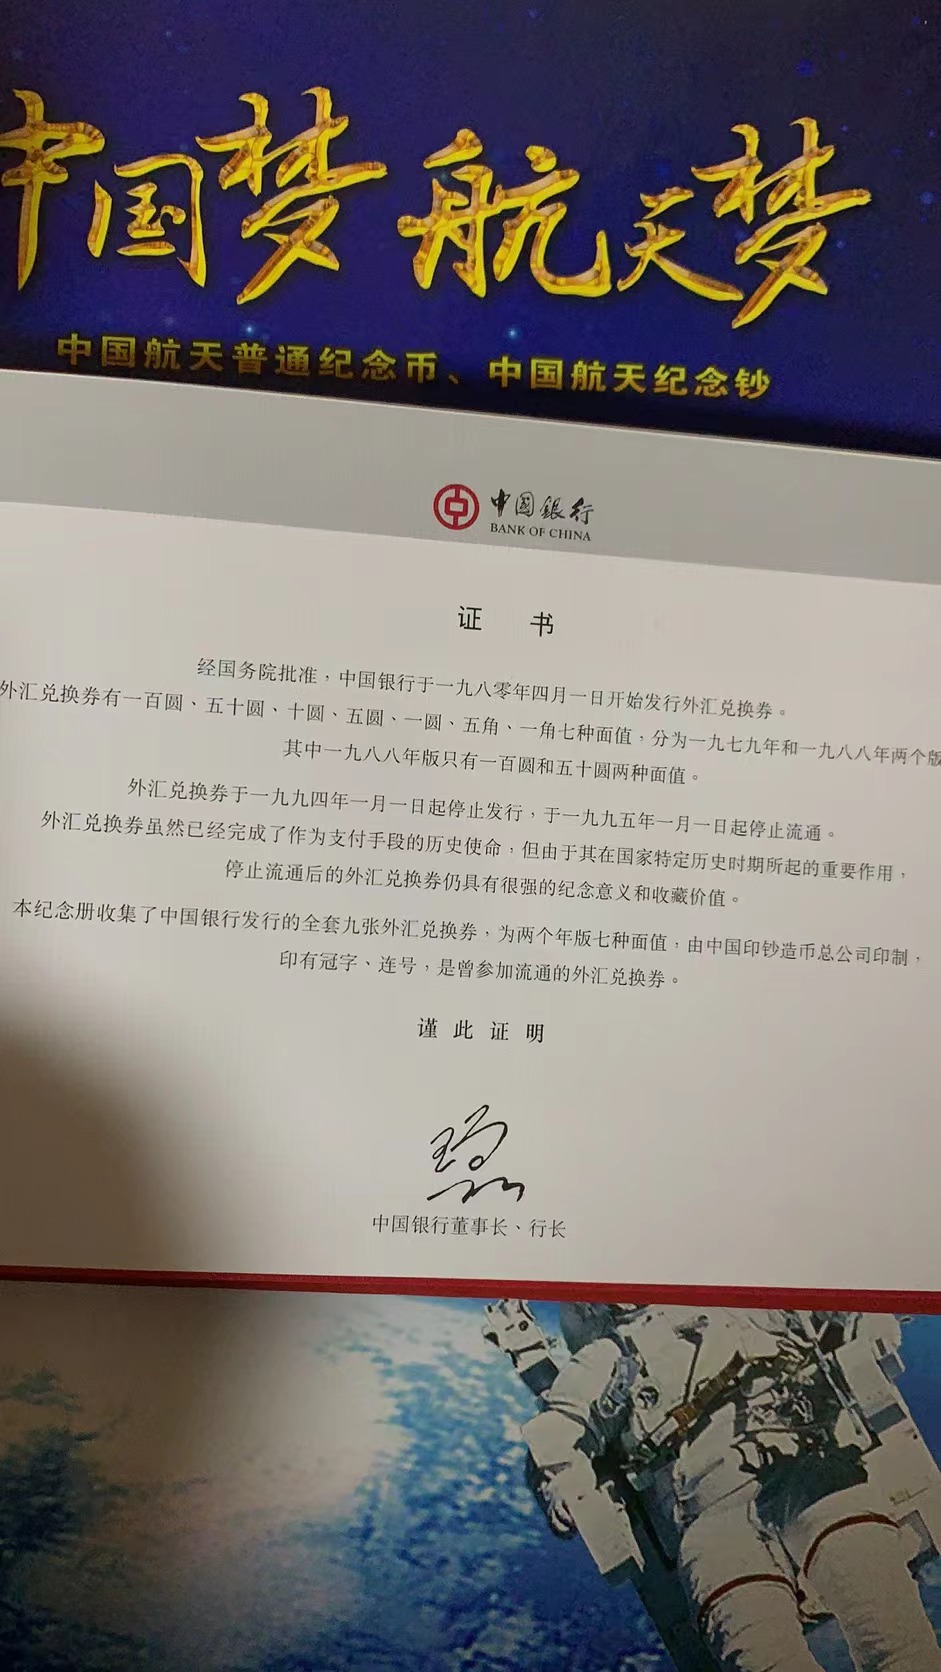 中国梦 航天梦
中国航天普通纪念币、中国航天纪念钞
中国银行
BANK OF CHINA
证 书
经国务院批准，中国银行于一九八零年四月一日开始发行外汇兑换券。
外汇兑换券有一百圆、五十圆、十圆、五圆、一圆、五角、一角七种面值，分为一九七九年和一九八八年两个版
其中一九八八年版只有一百圆和五十圆两种面值。
外汇兑换券于一九九四年一月一日起停止发行，于一九九五年一月一日起停止流通。
外汇兑换券虽然已经完成了作为支付手段的历史使命，但由于其在国家特定历史时期所起的重要作用，
停止流通后的外汇兑换券仍具有很强的纪念意义和收藏价值。
本纪念册收集了中国银行发行的全套九张外汇兑换券，为两个年版七种面值，由中国印钞造币总公司印制，
印有冠字、连号，是曾参加流通的外汇兑换券。
谨此证明
中国银行董事长、行长